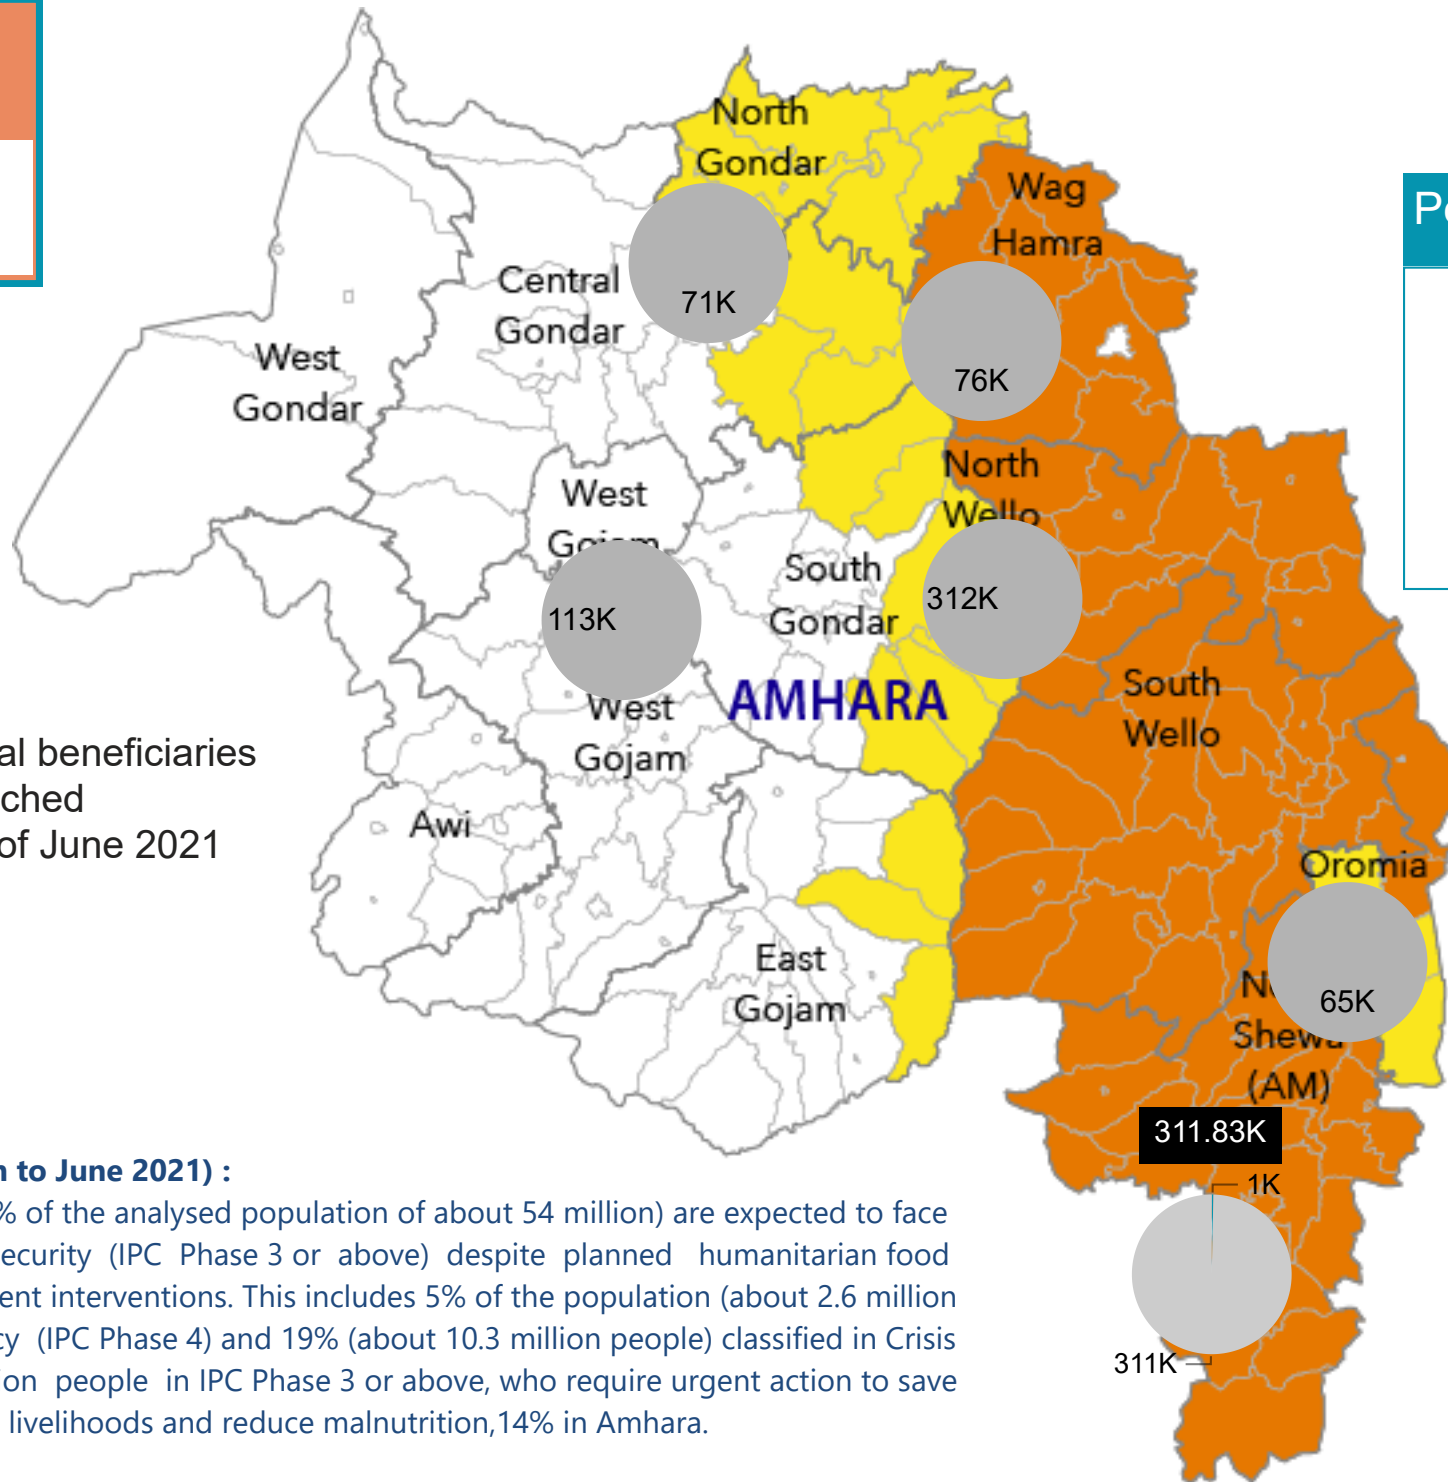 North
Gondar
Wag
Hamra
Po
Central
Gondar
71K
West
Gondar
76K
North
Wello
West
Gojam
South
Gondar
312K
113K
AMHARA
South
Wello
West
Gojam
al beneficiaries
ched
of June 2021
Awi
Oromia
East
Gojam
N
65K
Shewa
(AM)
311.83K
1K
311K
n to June 2021) :
% of the analysed population of about 54 million) are expected to face
security (IPC Phase 3 or above) despite planned humanitarian food
ent interventions. This includes 5% of the population (about 2.6 million
cy (IPC Phase 4) and 19% (about 10.3 million people) classified in Crisis
on people in IPC Phase 3 or above, who require urgent action to save
livelihoods and reduce malnutrition,14% in Amhara.